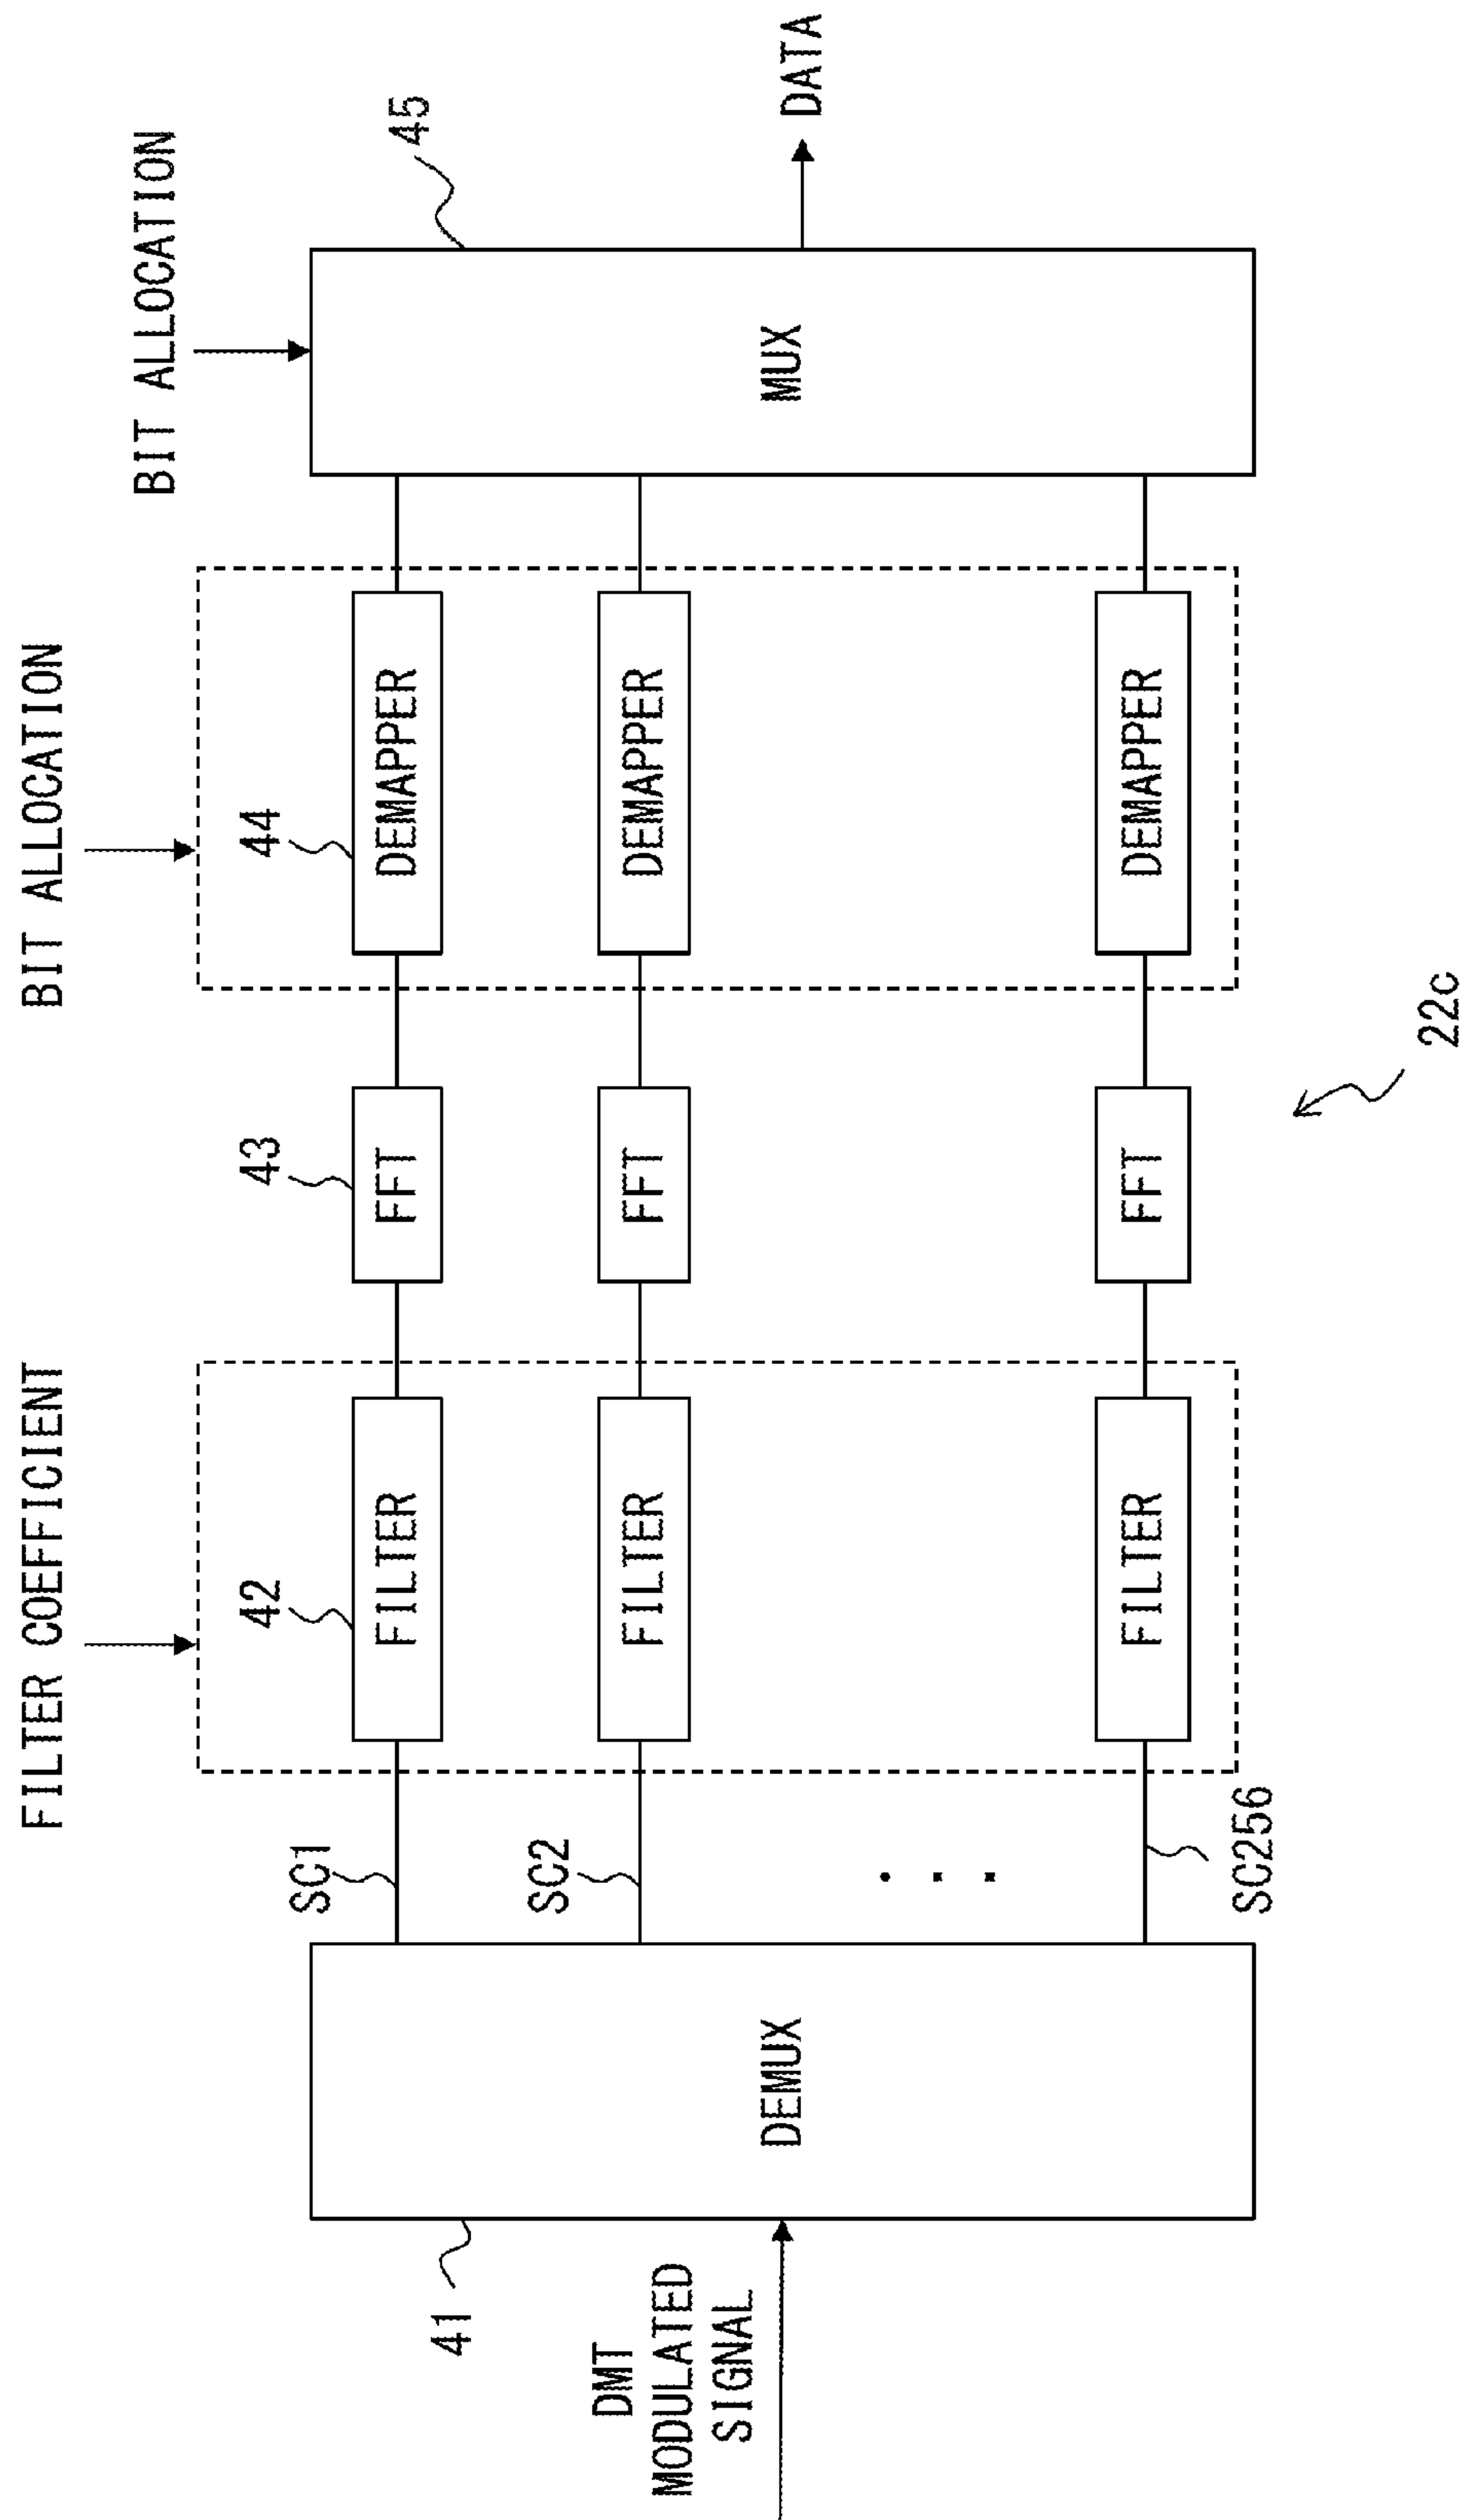 FILTER COEFFICIENT
BIT ALLOCATION
BIT ALLOCATION
42
43
44
45
41
SC1
SC2
SC256
DMT
MODULATED
SIGNAL
DEMUX
FILTER
FFT
DEMAPPER
FILTER
FFT
DEMAPPER
FILTER
FFT
DEMAPPER
MUX
DATA
22c